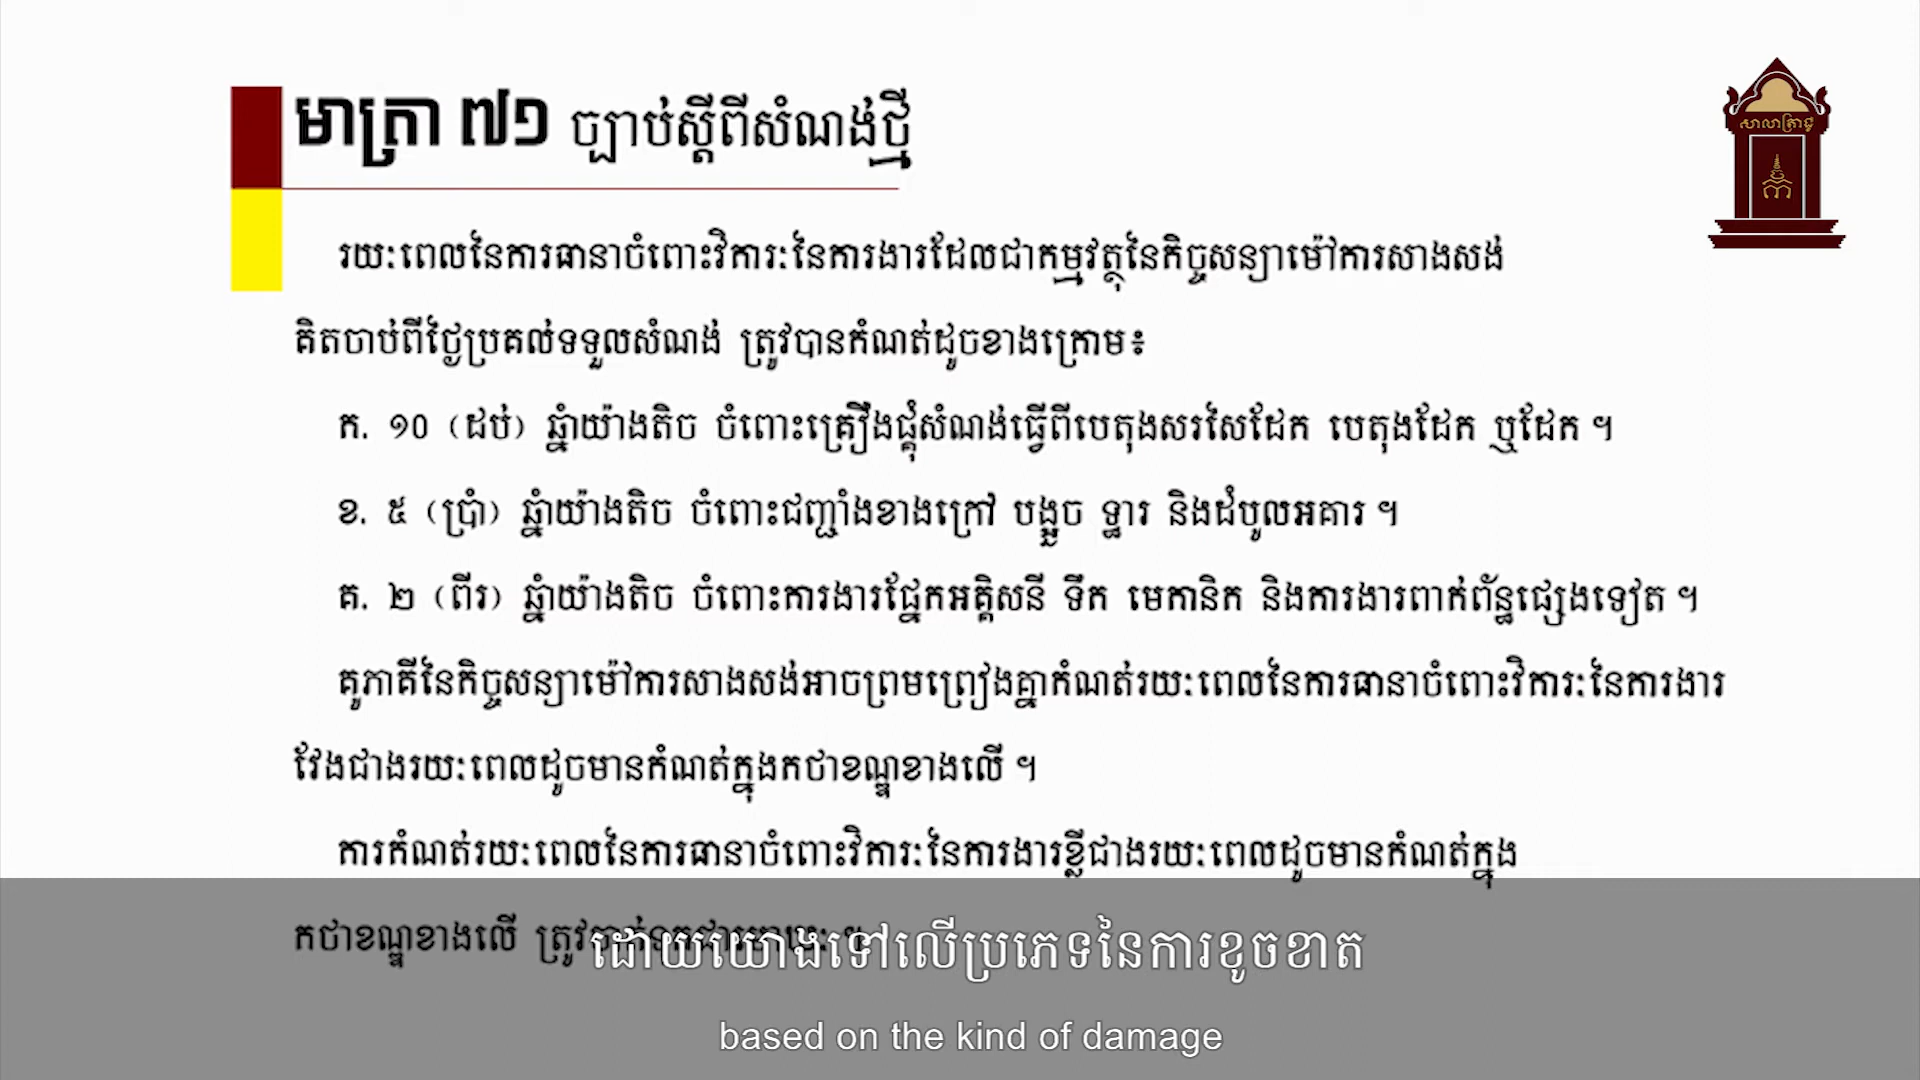 មាត្រា ៧១ ច្បាប់ស្តីពីសំណង់ថ្មី
សាលាត្រាជូ
រយៈពេលនៃការធានាចំពោះវិការៈនៃការងារដែលជាកម្មវត្ថុនៃកិច្ចសន្យាម៉ៅការសាងសង់
គិតចាប់ពីថ្ងៃប្រគល់ទទួលសំណង់ ត្រូវបានកំណត់ដូចខាងក្រោម៖
ក. ១០ (ដប់) ឆ្នាំយ៉ាងតិច ចំពោះគ្រឿងផ្គុំសំណង់ធ្វើពីបេតុងសរសៃដែក បេតុងដែក ឬដែក ។
ខ. ៥ (ប្រាំ) ឆ្នាំយ៉ាងតិច ចំពោះជញ្ជាំងខាងក្រៅ បង្អួច ទ្វារ និងដំបូលអគារ ។
គ. ២ (ពីរ) ឆ្នាំយ៉ាងតិច ចំពោះការងារផ្នែកអគ្គិសនី ទឹក មេកានិក និងការងារពាក់ព័ន្ធផ្សេងទៀត ។
គូភាគីនៃកិច្ចសន្យាម៉ៅការសាងសង់អាចព្រមព្រៀងគ្នាកំណត់រយៈពេលនៃការធានាចំពោះវិការៈនៃការងារ
វែងជាងរយៈពេលដូចមានកំណត់ក្នុងកថាខណ្ឌខាងលើ ។
ការកំណត់រយៈពេលនៃការធានាចំពោះវិការៈនៃការងារខ្លីជាងរយៈពេលដូចមានកំណត់ក្នុង
កថាខណ្ឌខាងលើ
ដោយយោងទៅលើប្រភេទនៃការខូចខាត
based on the kind of damage